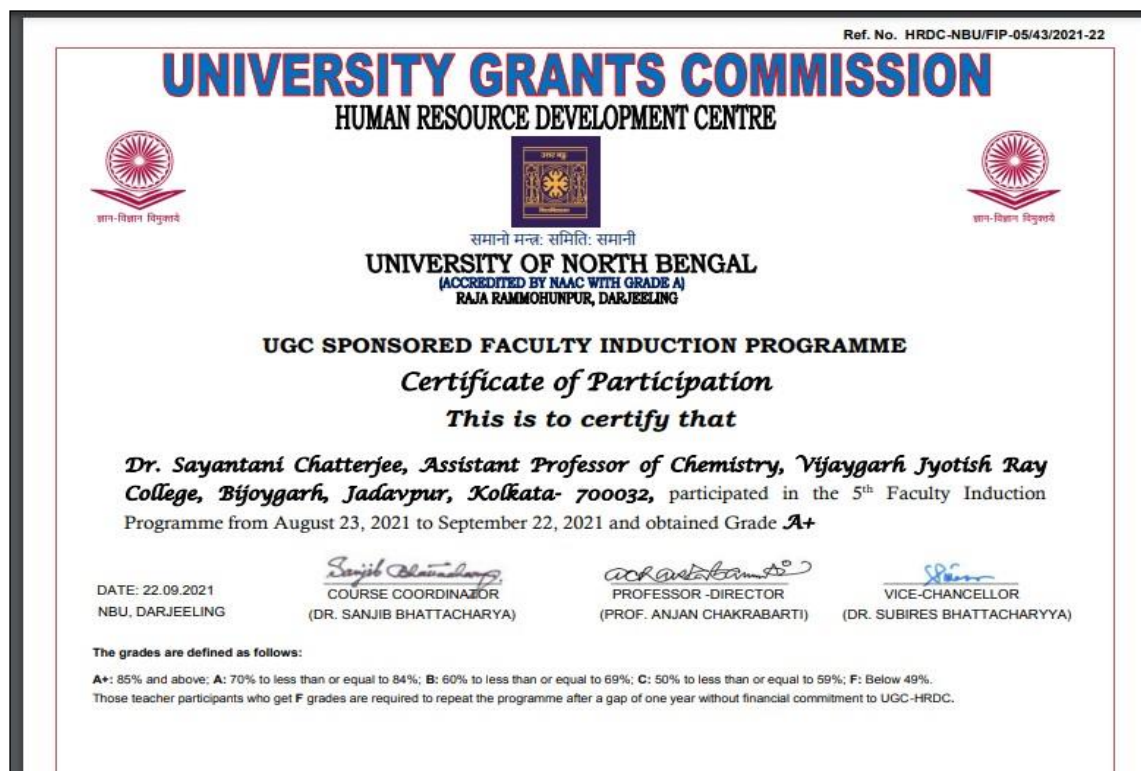 Ref. No. HRDC-NBU/FIP-05/43/2021-22
UNIVERSITY GRANTS COMMISSION
HUMAN RESOURCE DEVELOPMENT CENTRE
ज्ञान-विज्ञान विमुक्तये
ज्ञान-विज्ञान विमुक्तये
समानो मन्त्र: समिति: समानी
UNIVERSITY OF NORTH BENGAL
(ACCREDITED BY NAAC WITH GRADE A)
RAJA RAMMOHUNPUR, DARJEELING
UGC SPONSORED FACULTY INDUCTION PROGRAMME
Certificate of Participation
This is to certify that
Dr. Sayantani Chatterjee, Assistant Professor of Chemistry, Vijaygarh Jyotish Ray
College, Bijoygarh, Jadavpur, Kolkata- 700032, participated in the 5th Faculty Induction
Programme from August 23, 2021 to September 22, 2021 and obtained Grade A+
Sanjib Bhattacharya
DATE: 22.09.2021
NBU, DARJEELING
COURSE COORDINATOR
(DR. SANJIB BHATTACHARYA)
PROFESSOR -DIRECTOR
(PROF. ANJAN CHAKRABARTI)
VICE-CHANCELLOR
(DR. SUBIRES BHATTACHARYYA)
The grades are defined as follows:
A+: 85% and above; A: 70% to less than or equal to 84%; B: 60% to less than or equal to 69%; C: 50% to less than or equal to 59%; F: Below 49%.
Those teacher participants who get F grades are required to repeat the programme after a gap of one year without financial commitment to UGC-HRDC.